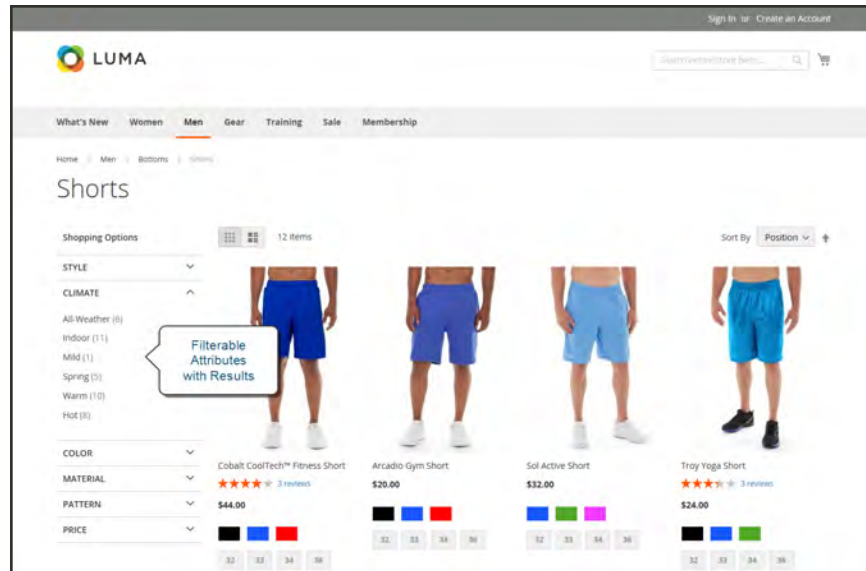 Sign In or Create an Account
LUMA
What's New Women Men Gear Training Sale Membership
Home Men Bottoms Shorts
Shorts
Shopping Options
12 items
Sort By Position
STYLE
CLIMATE
All-Weather (6)
Indoor (11)
Mild (1)
Spring (5)
Warm (10)
Hot (8)
Filterable
Attributes
with Results
COLOR
MATERIAL
PATTERN
PRICE
Cobalt CoolTech™ Fitness Short
3 reviews
$44.00
32 33 34 36
Arcadio Gym Short
$20.00
32 33 34 36
Sol Active Short
$32.00
32 33 34 36
Troy Yoga Short
3 reviews
$24.00
32 33 34 36